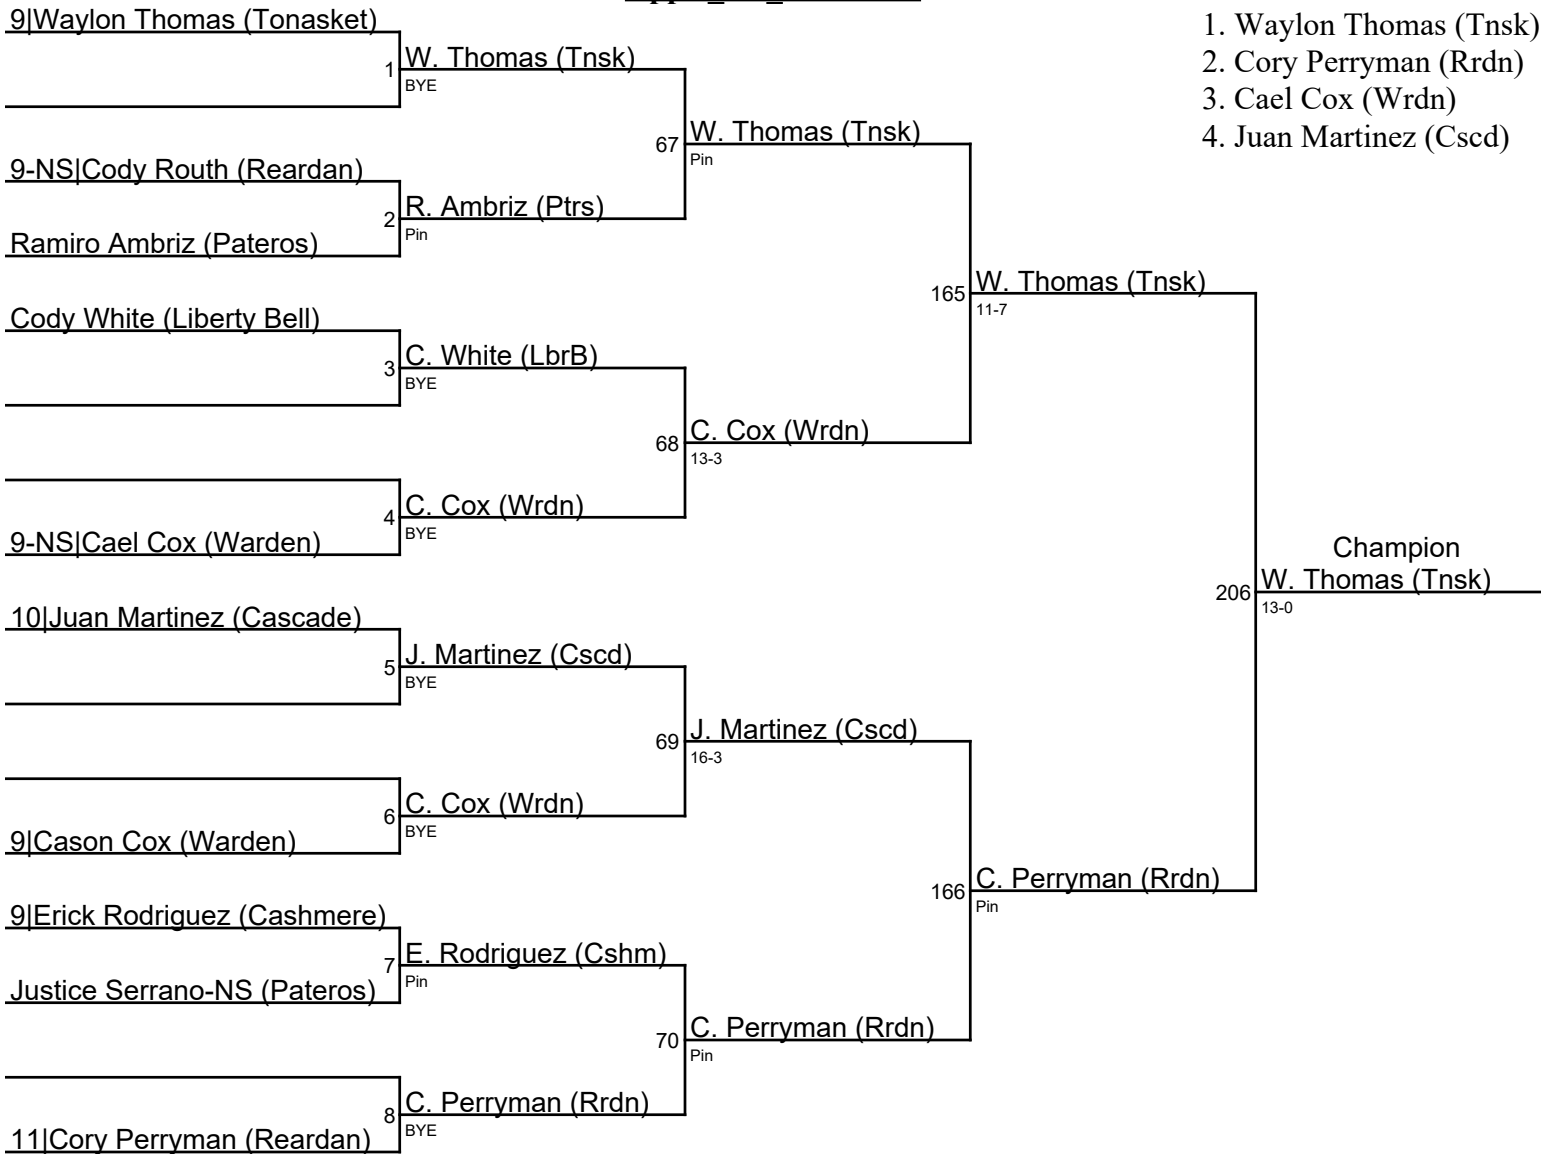 9|Waylon Thomas (Tonasket)
1
W. Thomas (Tnsk)
BYE
9-NS|Cody Routh (Reardan)
Ramiro Ambriz (Pateros)
2
R. Ambriz (Ptrs)
Pin
67
W. Thomas (Tnsk)
Pin
Cody White (Liberty Bell)
3
C. White (LbrB)
BYE
4
C. Cox (Wrdn)
BYE
9-NS|Cael Cox (Warden)
68
C. Cox (Wrdn)
13-3
165
W. Thomas (Tnsk)
11-7
10|Juan Martinez (Cascade)
5
J. Martinez (Cscd)
BYE
6
C. Cox (Wrdn)
BYE
9|Cason Cox (Warden)
69
J. Martinez (Cscd)
16-3
9|Erick Rodriguez (Cashmere)
Justice Serrano-NS (Pateros)
7
E. Rodriguez (Cshm)
Pin
8
C. Perryman (Rrdn)
BYE
11|Cory Perryman (Reardan)
70
C. Perryman (Rrdn)
Pin
166
C. Perryman (Rrdn)
Pin
206
Champion
W. Thomas (Tnsk)
13-0
1. Waylon Thomas (Tnsk)
2. Cory Perryman (Rrdn)
3. Cael Cox (Wrdn)
4. Juan Martinez (Cscd)